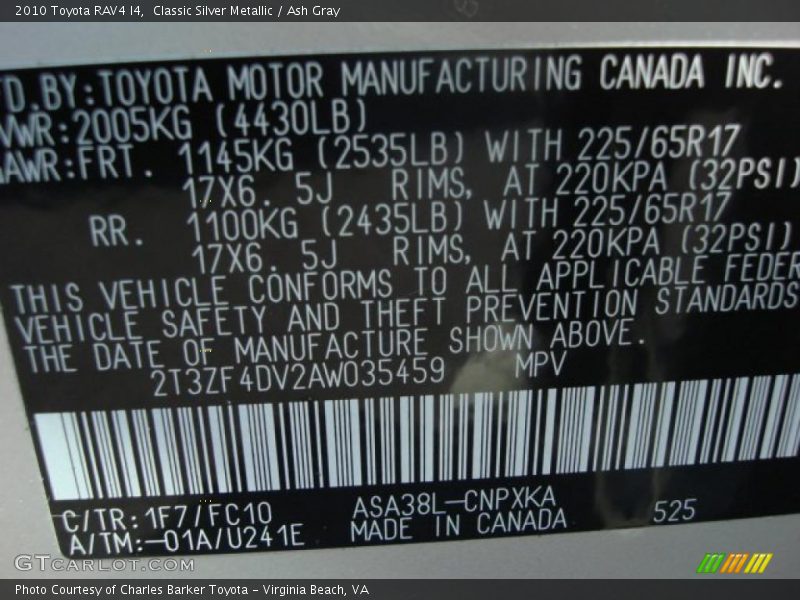 2010 Toyota RAV4 I4, Classic Silver Metallic / Ash Gray
D.BY:TOYOTA MOTOR MANUFACTURING CANADA INC.
VWR:2005KG (4430LB)
AWR:FRT. 1145KG (2535LB) WITH 225/65R17
17X6.5J RIMS, AT 220KPA (32PSI)
RR. 1100KG (2435LB) WITH 225/65R17
17X6.5J RIMS, AT 220KPA (32PSI)
THIS VEHICLE CONFORMS TO ALL APPLICABLE FEDER
VEHICLE SAFETY AND THEFT PREVENTION STANDARDS
THE DATE OF MANUFACTURE SHOWN ABOVE.
2T3ZF4DV2AW035459 MPV
C/TR:1F7/FC10 ASA38L-CNPXKA 525
A/TM:-01A/U241E MADE IN CANADA
GTCARLOT.COM
Photo Courtesy of Charles Barker Toyota - Virginia Beach, VA